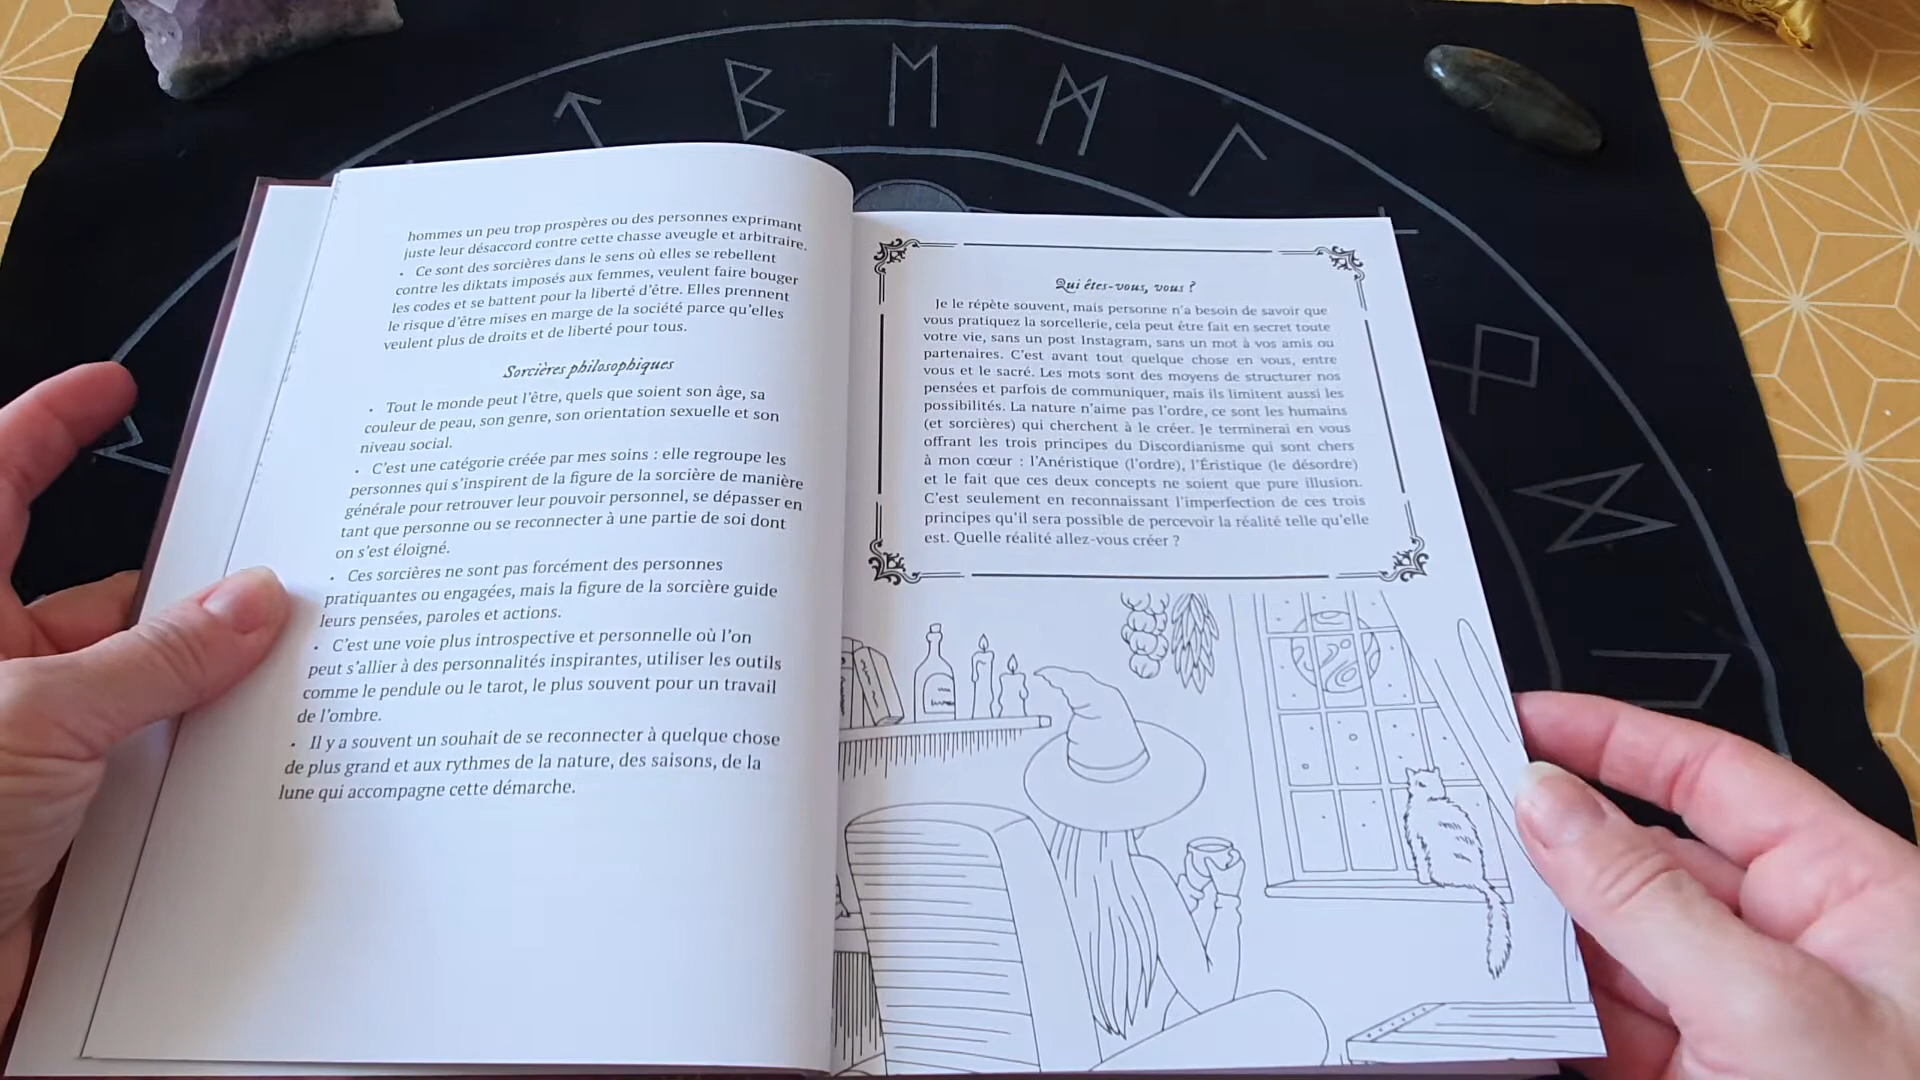 hommes un peu trop prospères ou des personnes exprimant
juste leur désaccord contre cette chasse aveugle et arbitraire.
• Ce sont des sorcières dans le sens où elles se rebellent
contre les diktats imposés aux femmes, veulent faire bouger
les codes et se battent pour la liberté d'être. Elles prennent
le risque d'être mises en marge de la société parce qu'elles
veulent plus de droits et de liberté pour tous.
Sorcières philosophiques
• Tout le monde peut l'être, quels que soient son âge, sa
couleur de peau, son genre, son orientation sexuelle et son
niveau social.
• C'est une catégorie créée par mes soins : elle regroupe les
personnes qui s'inspirent de la figure de la sorcière de manière
générale pour retrouver leur pouvoir personnel, se dépasser en
tant que personne ou se reconnecter à une partie de soi dont
on s'est éloigné.
• Ces sorcières ne sont pas forcément des personnes
pratiquantes ou engagées, mais la figure de la sorcière guide
leurs pensées, paroles et actions.
• C'est une voie plus introspective et personnelle où l'on
peut s'allier à des personnalités inspirantes, utiliser les outils
comme le pendule ou le tarot, le plus souvent pour un travail
de l'ombre.
• Il y a souvent un souhait de se reconnecter à quelque chose
de plus grand et aux rythmes de la nature, des saisons, de la
lune qui accompagne cette démarche.
Qui êtes-vous, vous ?
Je le répète souvent, mais personne n'a besoin de savoir que
vous pratiquez la sorcellerie, cela peut être fait en secret toute
votre vie, sans un post Instagram, sans un mot à vos amis ou
partenaires. C'est avant tout quelque chose en vous, entre
vous et le sacré. Les mots sont des moyens de structurer nos
pensées et parfois de communiquer, mais ils limitent aussi les
possibilités. La nature n'aime pas l'ordre, ce sont les humains
(et sorcières) qui cherchent à le créer. Je terminerai en vous
offrant les trois principes du Discordianisme qui sont chers
à mon cœur : l'Anéristique (l'ordre), l'Éristique (le désordre)
et le fait que ces deux concepts ne soient que pure illusion.
C'est seulement en reconnaissant l'imperfection de ces trois
principes qu'il sera possible de percevoir la réalité telle qu'elle
est. Quelle réalité allez-vous créer ?